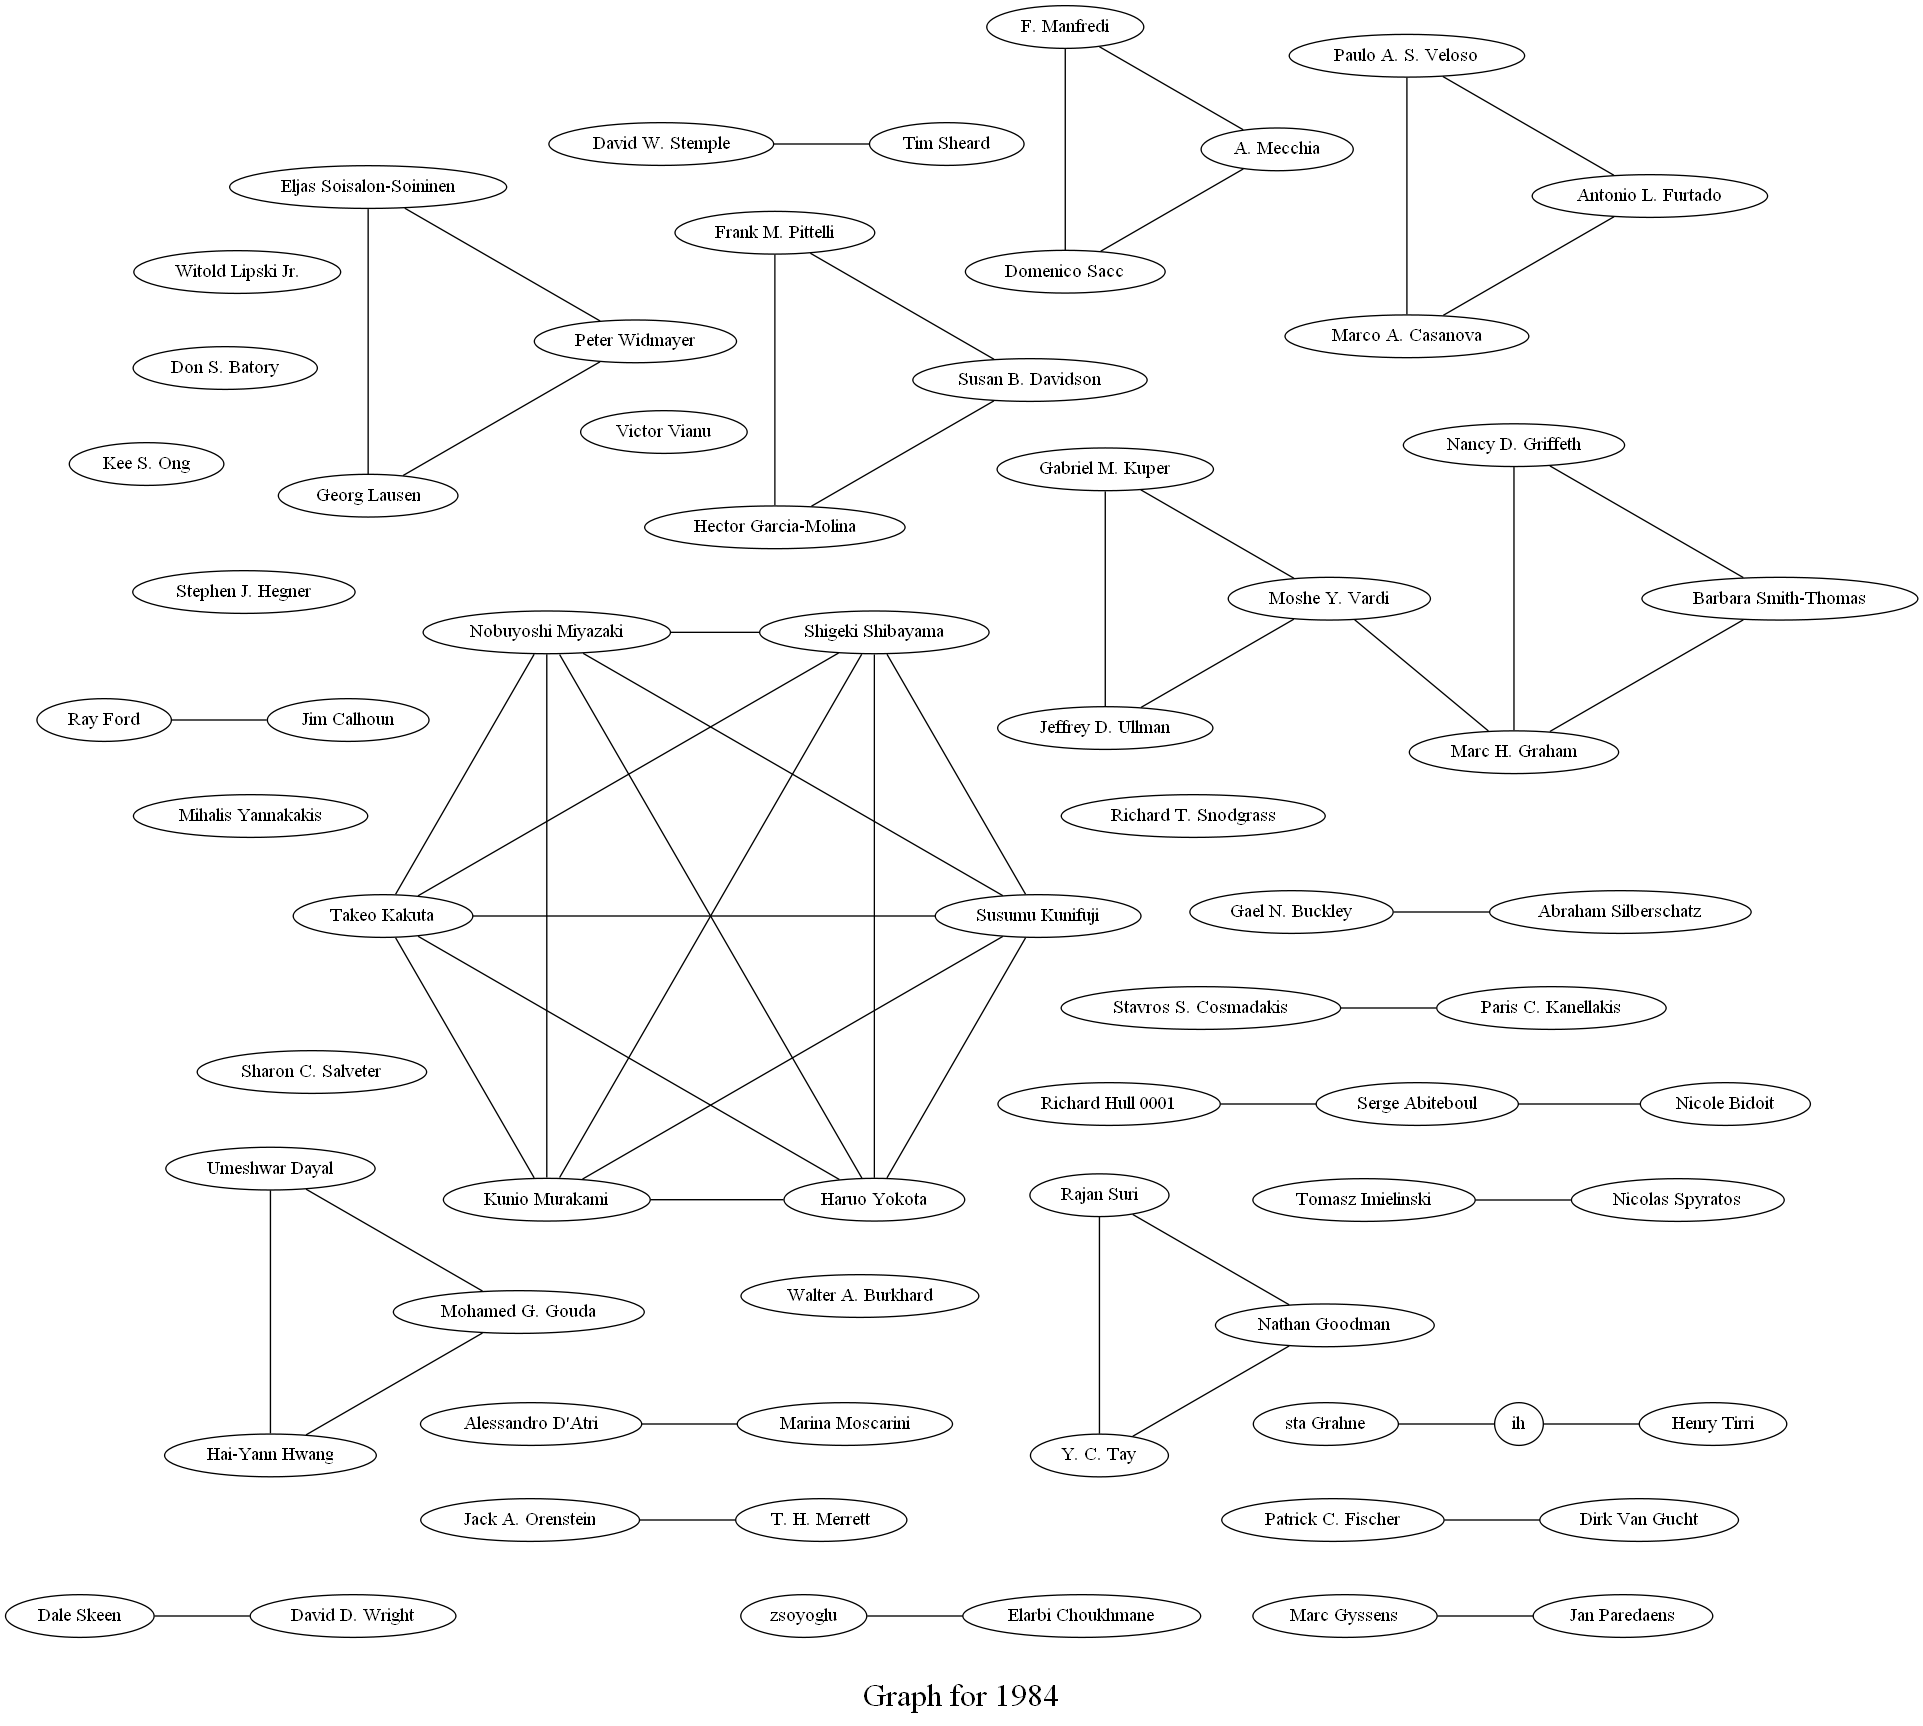 F. Manfredi
Paulo A. S. Veloso
David W. Stemple
Tim Sheard
A. Mecchia
Eljas Soisalon-Soininen
Antonio L. Furtado
Frank M. Pittelli
Witold Lipski Jr.
Domenico Sacc
Peter Widmayer
Marco A. Casanova
Don S. Batory
Susan B. Davidson
Victor Vianu
Nancy D. Griffeth
Kee S. Ong
Gabriel M. Kuper
Georg Lausen
Hector Garcia-Molina
Stephen J. Hegner
Moshe Y. Vardi
Barbara Smith-Thomas
Nobuyoshi Miyazaki
Shigeki Shibayama
Ray Ford
Jim Calhoun
Jeffrey D. Ullman
Marc H. Graham
Mihalis Yannakakis
Richard T. Snodgrass
Takeo Kakuta
Susumu Kunifuji
Gael N. Buckley
Abraham Silberschatz
Stavros S. Cosmadakis
Paris C. Kanellakis
Sharon C. Salveter
Richard Hull 0001
Serge Abiteboul
Nicole Bidoit
Umeshwar Dayal
Kunio Murakami
Haruo Yokota
Rajan Suri
Tomasz Imielinski
Nicolas Spyratos
Walter A. Burkhard
Mohamed G. Gouda
Nathan Goodman
Alessandro D'Atri
Marina Moscarini
sta Grahne
ih
Henry Tirri
Hai-Yann Hwang
Y. C. Tay
Jack A. Orenstein
T. H. Merrett
Patrick C. Fischer
Dirk Van Gucht
Dale Skeen
David D. Wright
zsoyoglu
Elarbi Choukhmane
Marc Gyssens
Jan Paredaens
Graph for 1984